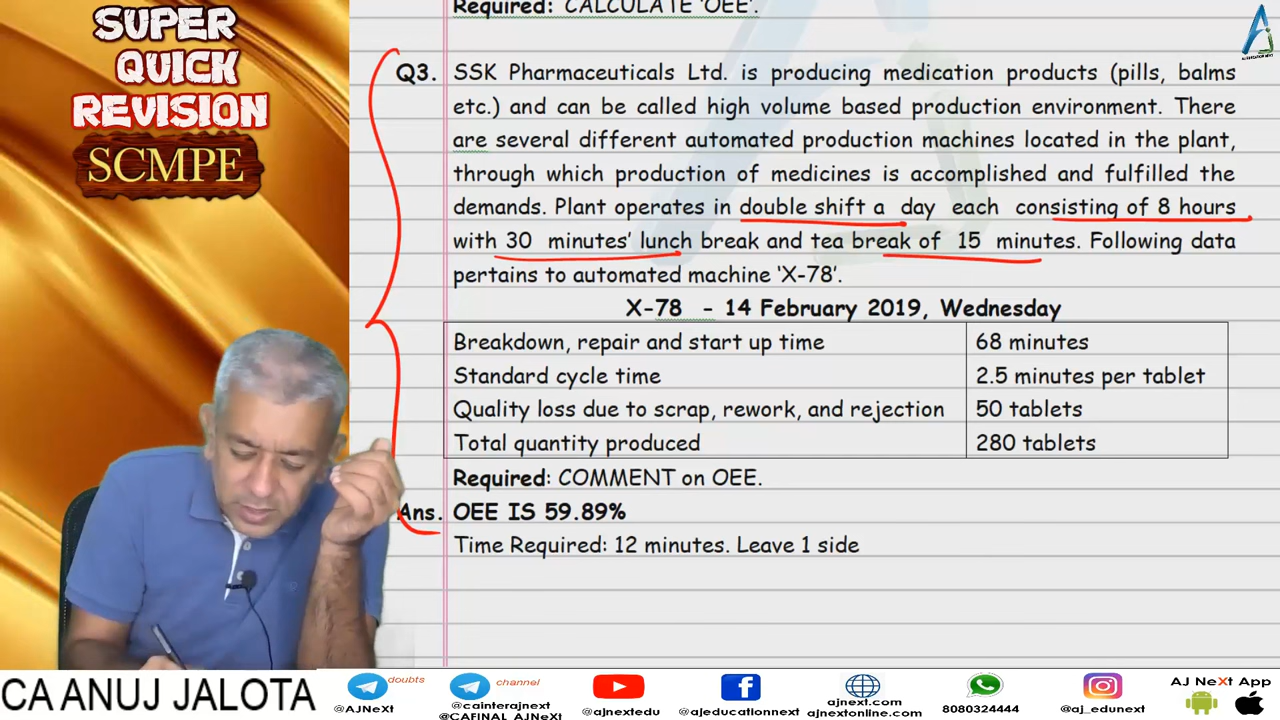 Required: CALCULATE 'OEE'.
SUPER
QUICK
REVISION
SCMPE
Q3. SSK Pharmaceuticals Ltd. is producing medication products (pills, balms
etc.) and can be called high volume based production environment. There
are several different automated production machines located in the plant,
through which production of medicines is accomplished and fulfilled the
demands. Plant operates in double shift a day each consisting of 8 hours
with 30 minutes' lunch break and tea break of 15 minutes. Following data
pertains to automated machine 'X-78'.
X-78 - 14 February 2019, Wednesday
Breakdown, repair and start up time 68 minutes
Standard cycle time 2.5 minutes per tablet
Quality loss due to scrap, rework, and rejection 50 tablets
Total quantity produced 280 tablets
Required: COMMENT on OEE.
Ans. OEE IS 59.89%
Time Required: 12 minutes. Leave 1 side
CA ANUJ JALOTA
doubts
@AJNeXt
channel
@cainterajnext
@CAFINAL_AJNeXt
@ajnextedu
@ajeducationnext
ajnext.com
ajnextonline.com
8080324444
@aj_edunext
AJ NeXt App